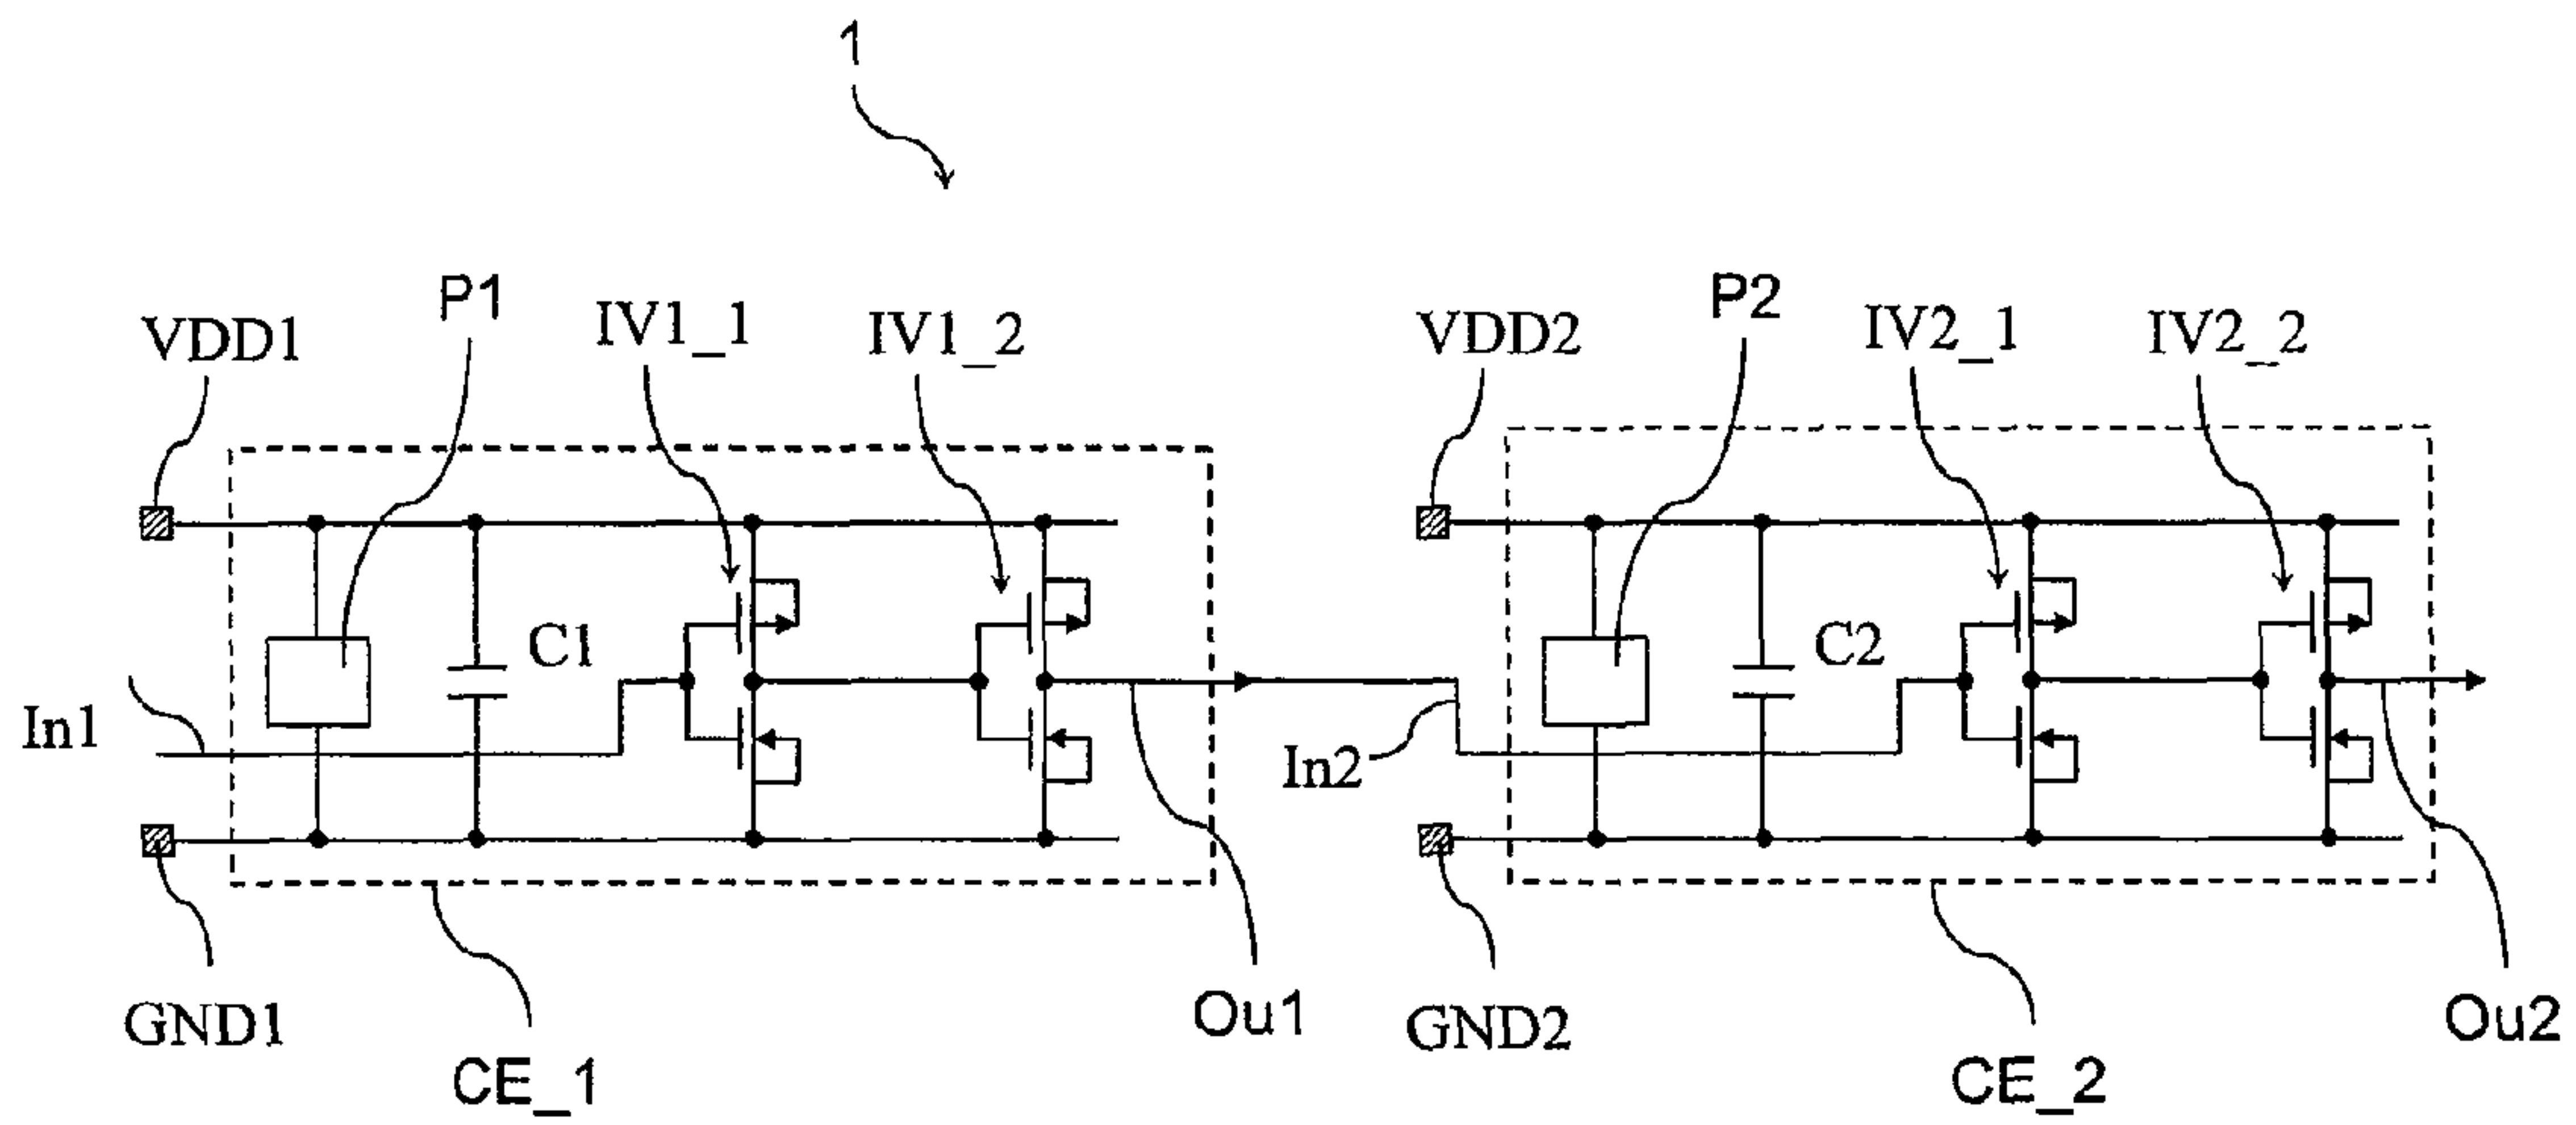 1
P1
IV1_1
IV1_2
VDD1
P2
IV2_1
IV2_2
VDD2
C1
C2
In1
In2
GND1
Ou1
GND2
Ou2
CE_1
CE_2